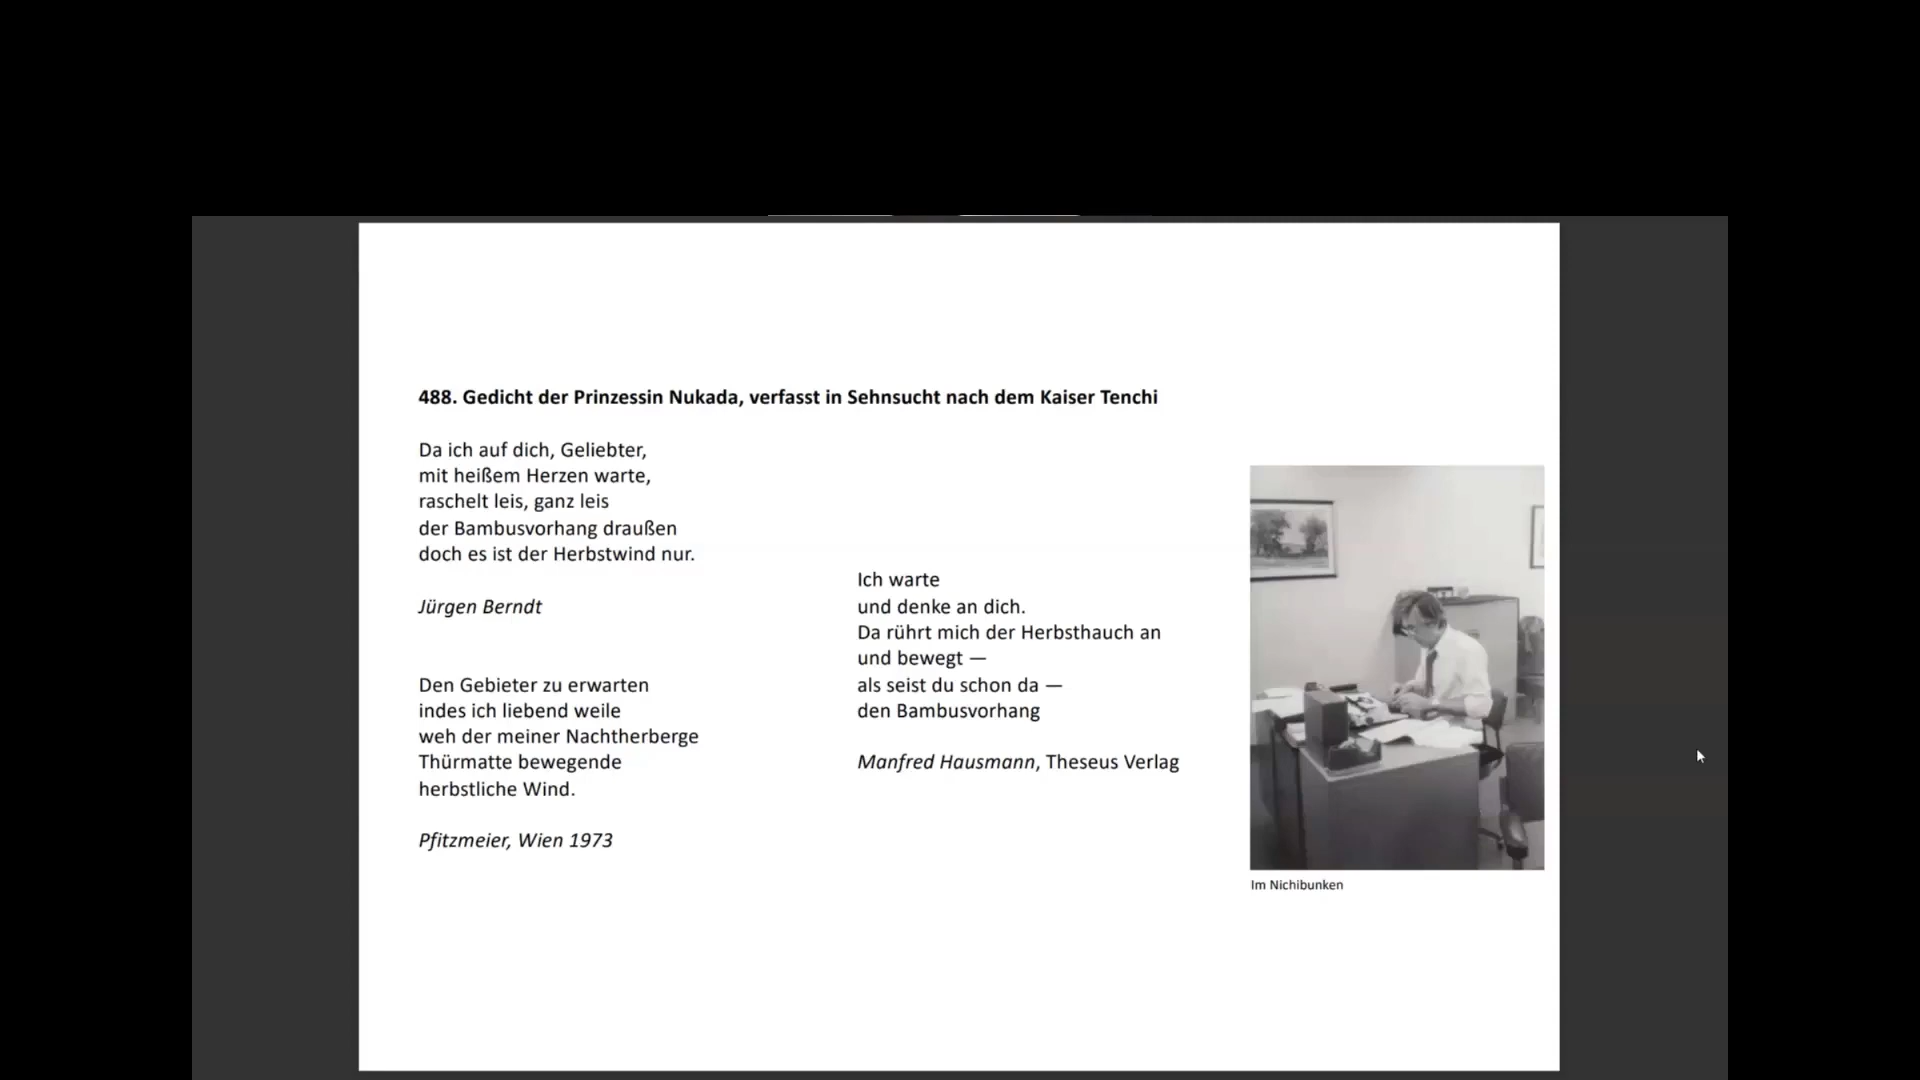 488. Gedicht der Prinzessin Nukada, verfasst in Sehnsucht nach dem Kaiser Tenchi
Da ich auf dich, Geliebter,
mit heißem Herzen warte,
raschelt leis, ganz leis
der Bambusvorhang draußen
doch es ist der Herbstwind nur.
Jürgen Berndt
Den Gebieter zu erwarten
indes ich liebend weile
weh der meiner Nachtherberge
Thürmatte bewegende
herbstliche Wind.
Pfitzmeier, Wien 1973
Ich warte
und denke an dich.
Da rührt mich der Herbsthauch an
und bewegt —
als seist du schon da —
den Bambusvorhang
Manfred Hausmann, Theseus Verlag
Im Nichibunken